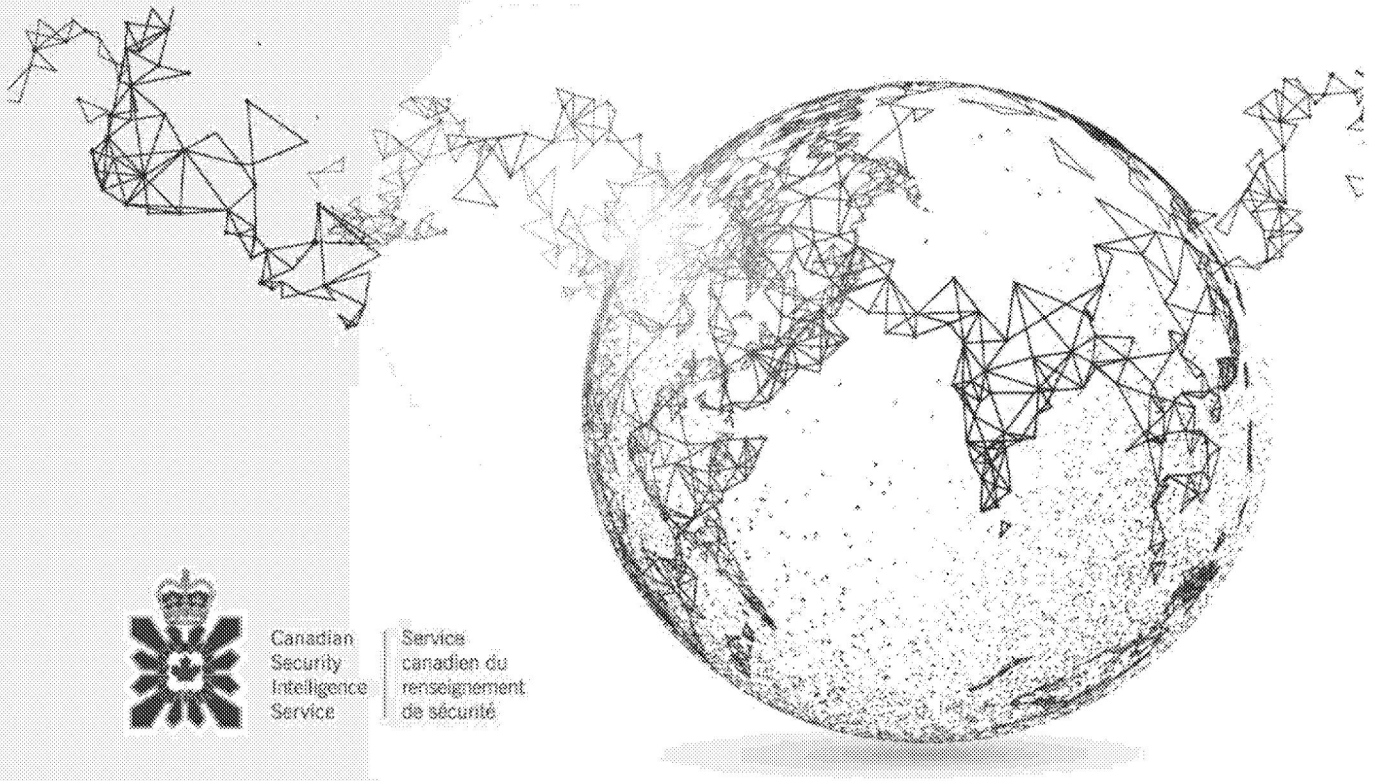 Canadian
Security
Intelligence
Service
Service
canadien du
renseignement
de sécurité